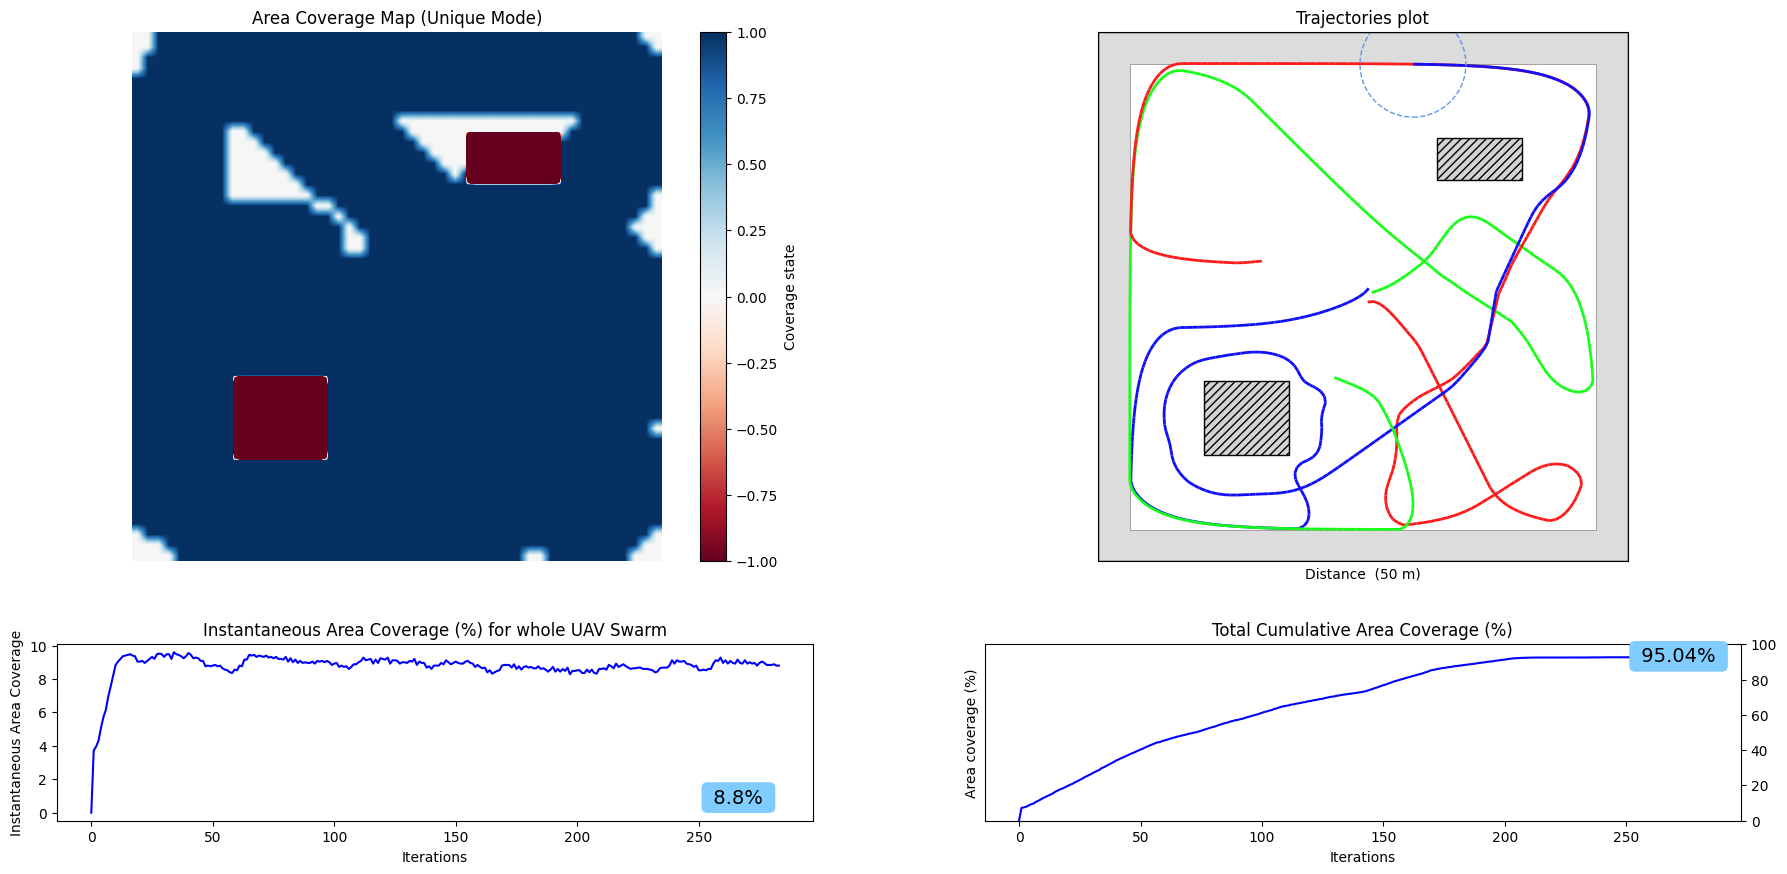 Area Coverage Map (Unique Mode)
1.00
0.75
0.50
0.25
0.00
−0.25
−0.50
−0.75
−1.00
Coverage state
Trajectories plot
Distance  (50 m)
Instantaneous Area Coverage (%) for whole UAV Swarm
Instantaneous Area Coverage
10
8
6
4
2
0
8.8%
0 50 100 150 200 250
Iterations
Total Cumulative Area Coverage (%)
Area coverage (%)
95.04%
100
80
60
40
20
0
0 50 100 150 200 250
Iterations